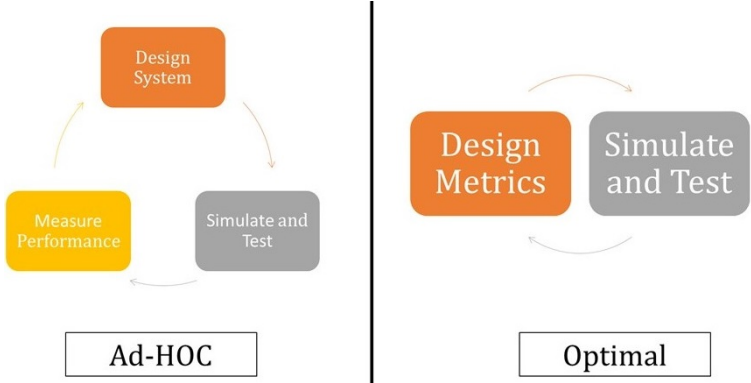 Design
System
Measure
Performance
Simulate and
Test
Ad-HOC
Design
Metrics
Simulate
and Test
Optimal